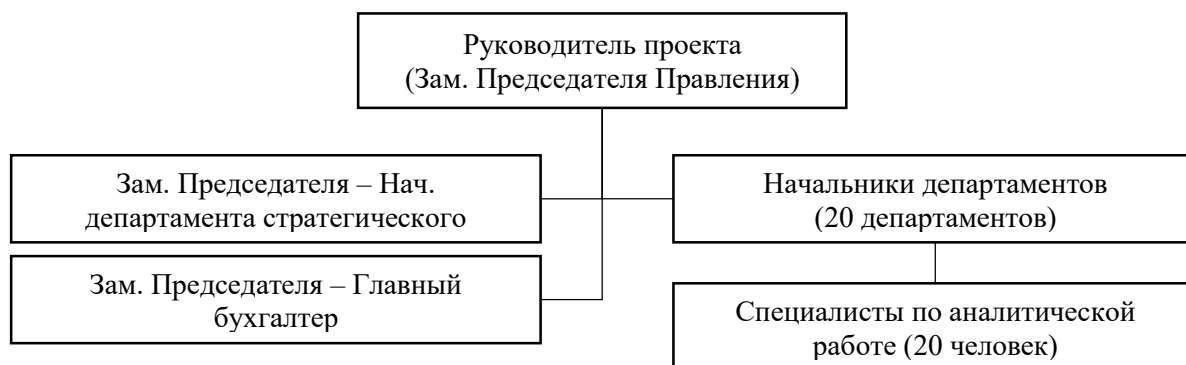 Руководитель проекта
(Зам. Председателя Правления)
Зам. Председателя – Нач.
департамента стратегического
Начальники департаментов
(20 департаментов)
Зам. Председателя – Главный
бухгалтер
Специалисты по аналитической
работе (20 человек)